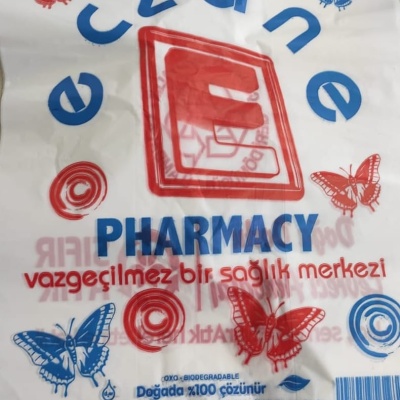 eczane
E
PHARMACY
vazgeçilmez bir sağlık merkezi
OXO-BIODEGRADABLE
Doğada %100 çözünür